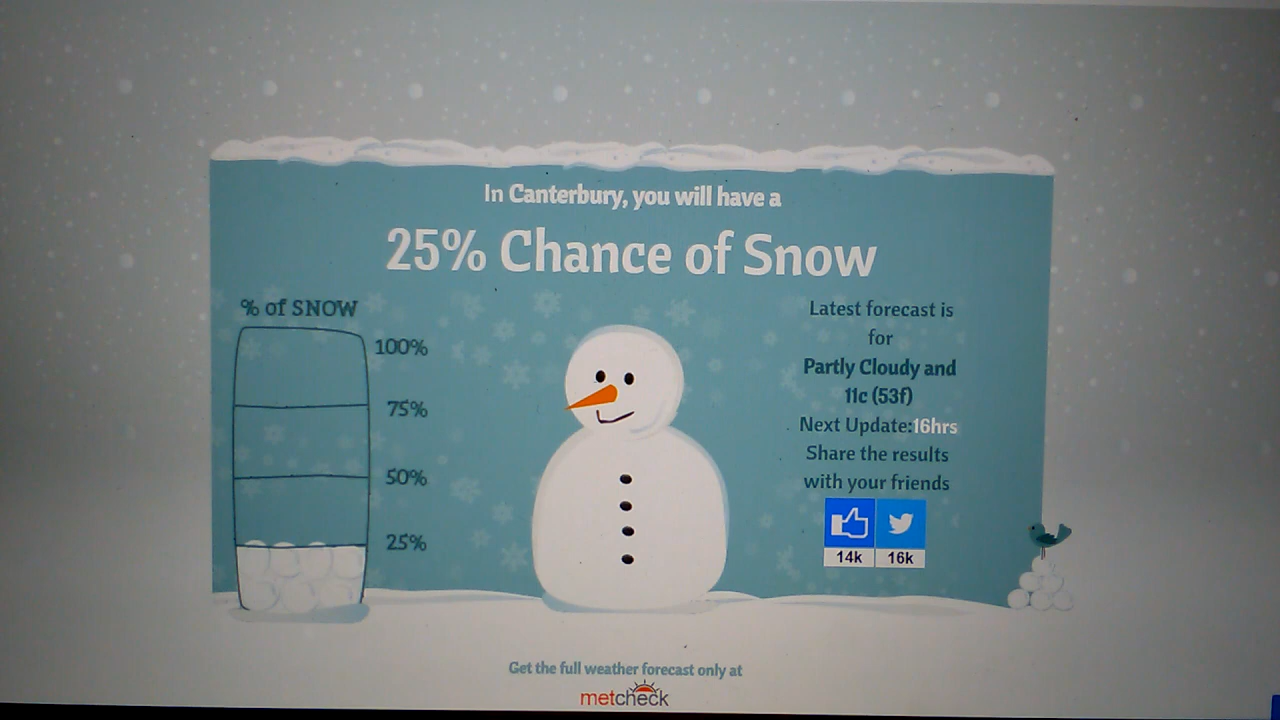 In Canterbury, you will have a
25% Chance of Snow
% of SNOW
100%
75%
50%
25%
Latest forecast is
for
Partly Cloudy and
11c (53f)
Next Update:16hrs
Share the results
with your friends
14k 16k
Get the full weather forecast only at
metcheck